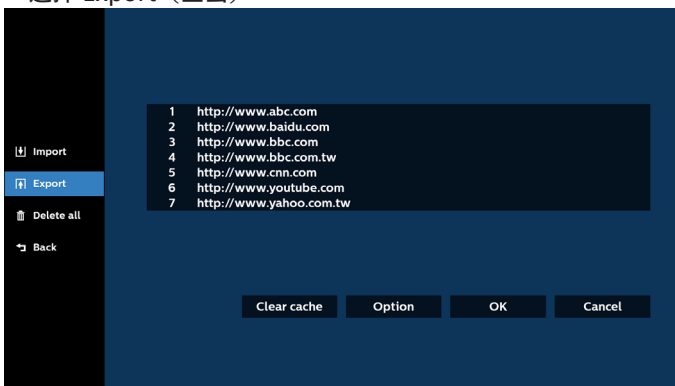 Export
1 http://www.abc.com
2 http://www.baidu.com
3 http://www.bbc.com
4 http://www.bbc.com.tw
5 http://www.cnn.com
6 http://www.youtube.com
7 http://www.yahoo.com.tw
Import
Export
Delete all
Back
Clear cache Option OK Cancel